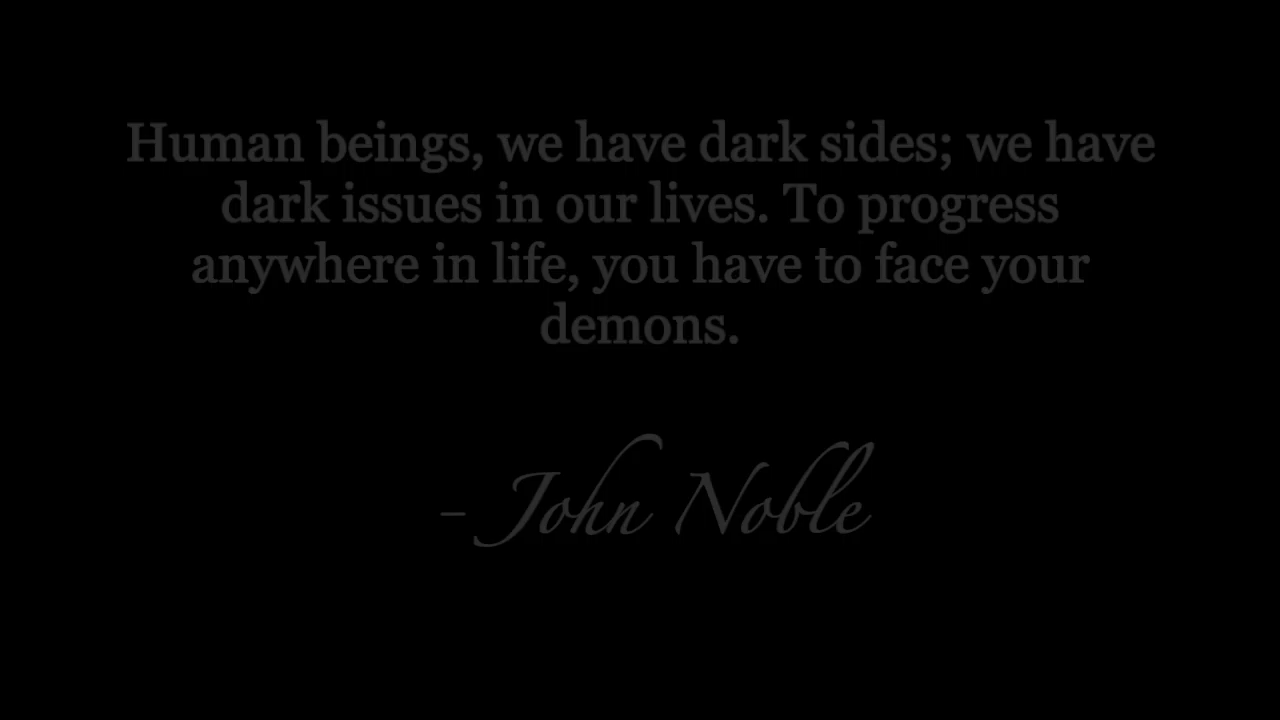 Human beings, we have dark sides; we have
dark issues in our lives. To progress
anywhere in life, you have to face your
demons.
- John Noble